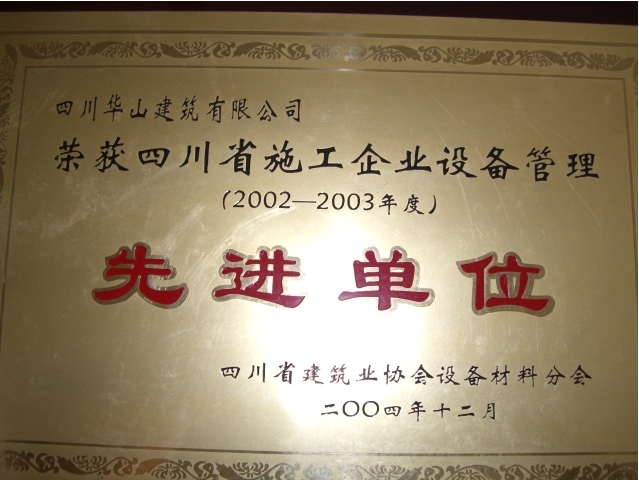 四川华山建筑有限公司
荣获四川省施工企业设备管理
(2002—2003年度)
先进单位
四川省建筑业协会设备材料分会
二〇〇四年十二月